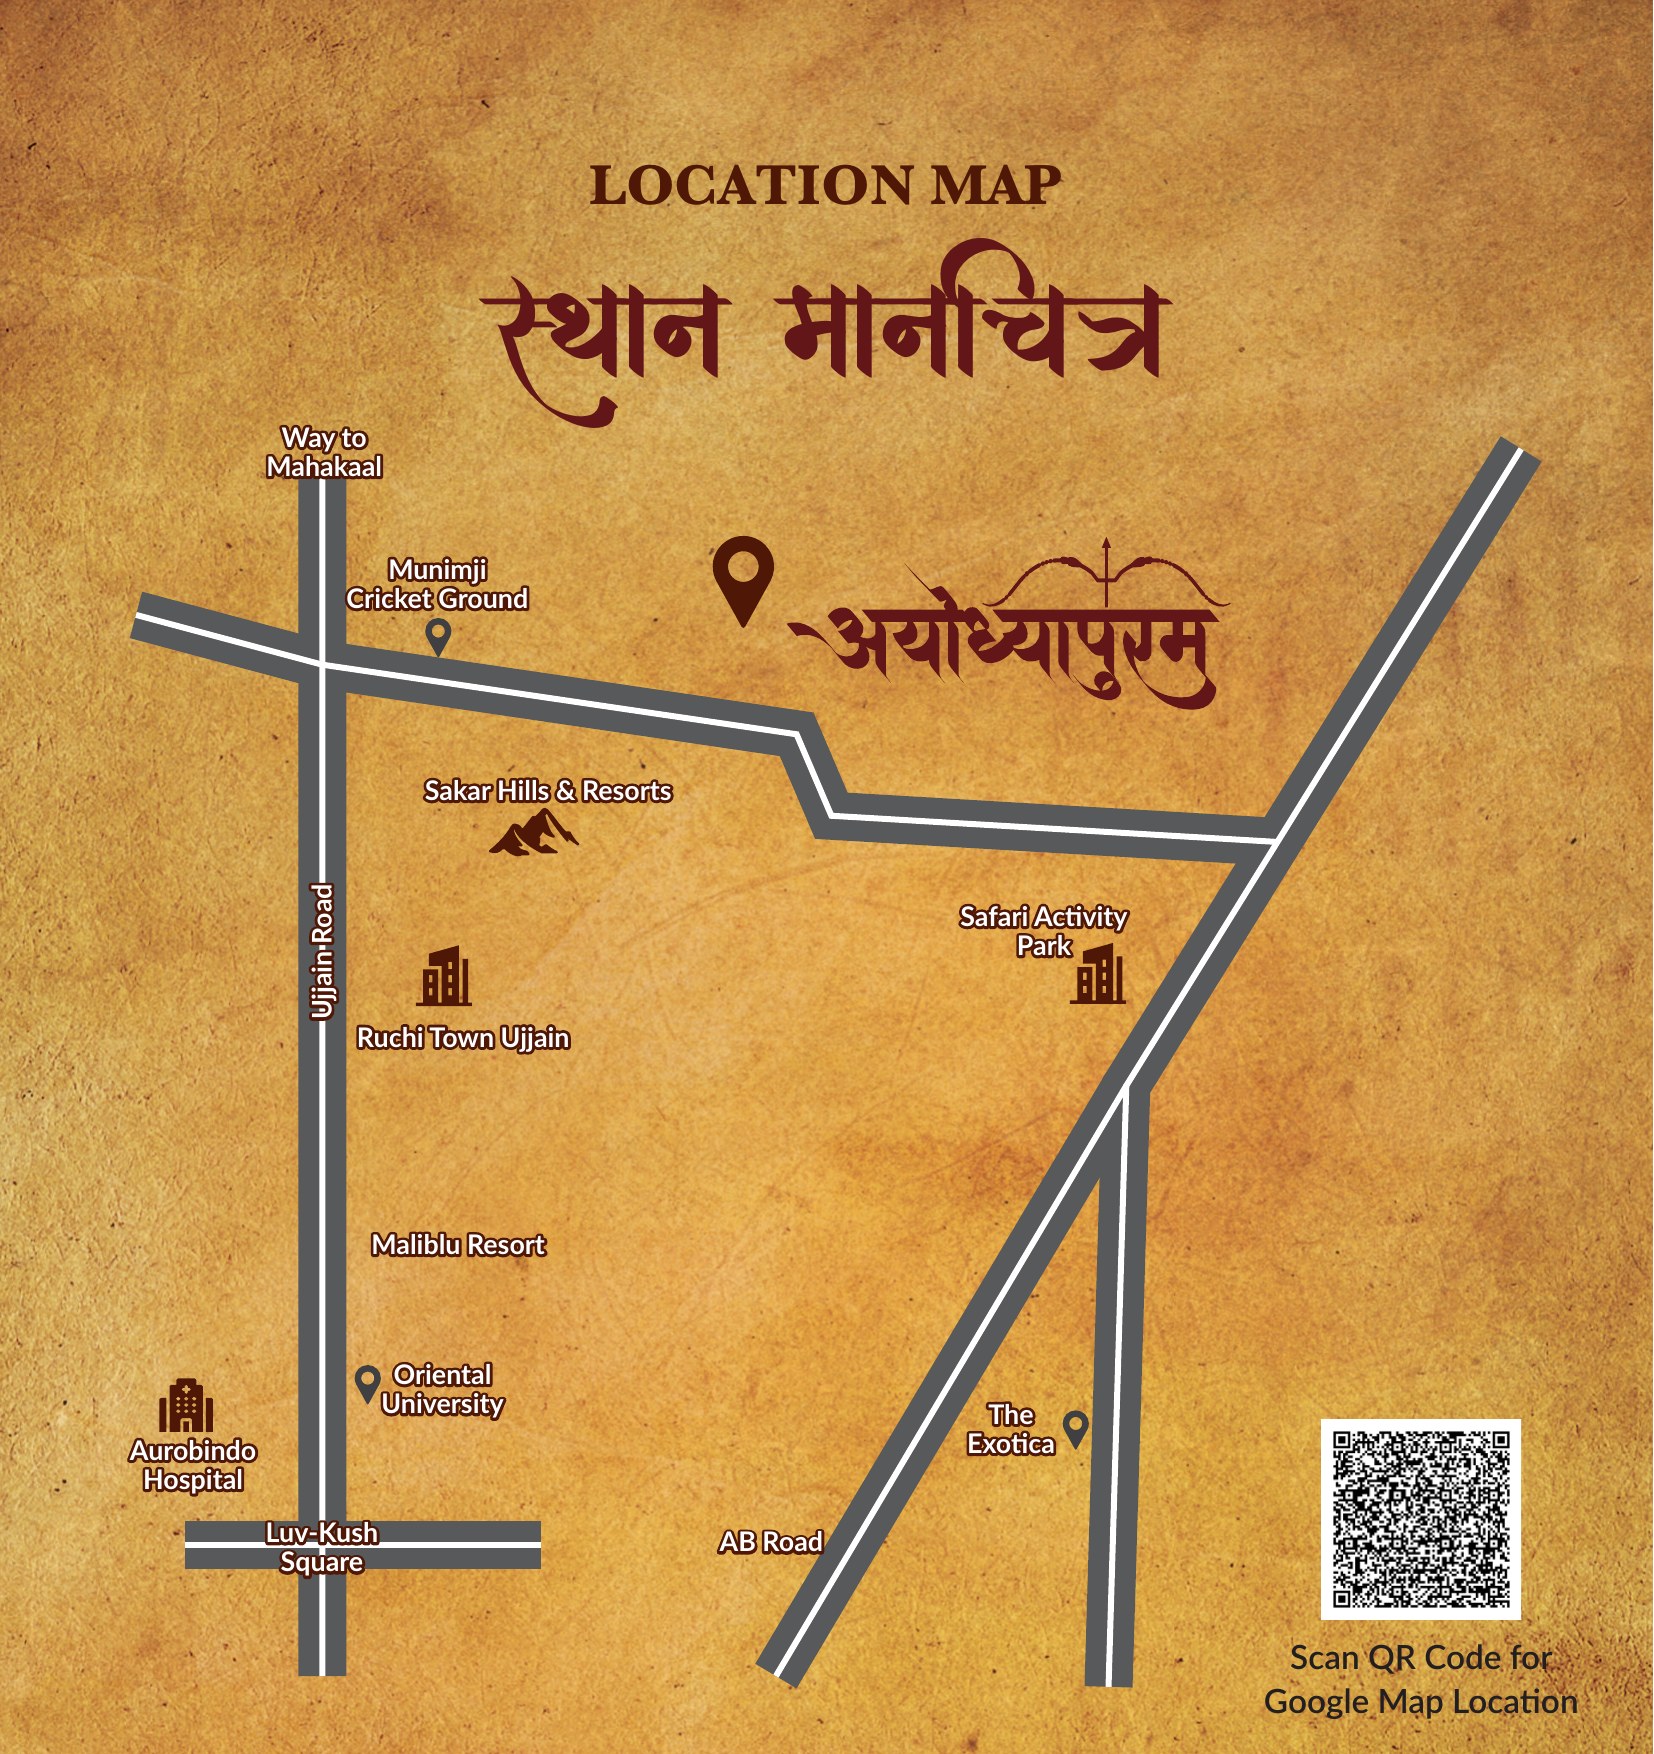 LOCATION MAP
स्थान मानचित्र
Way to
Mahakaal
Munimji
Cricket Ground
अयोध्यापुरम
Sakar Hills & Resorts
Ujjain Road
Safari Activity
Park
Ruchi Town Ujjain
Maliblu Resort
Oriental
University
Aurobindo
Hospital
The
Exotica
Luv-Kush
Square
AB Road
Scan QR Code for
Google Map Location